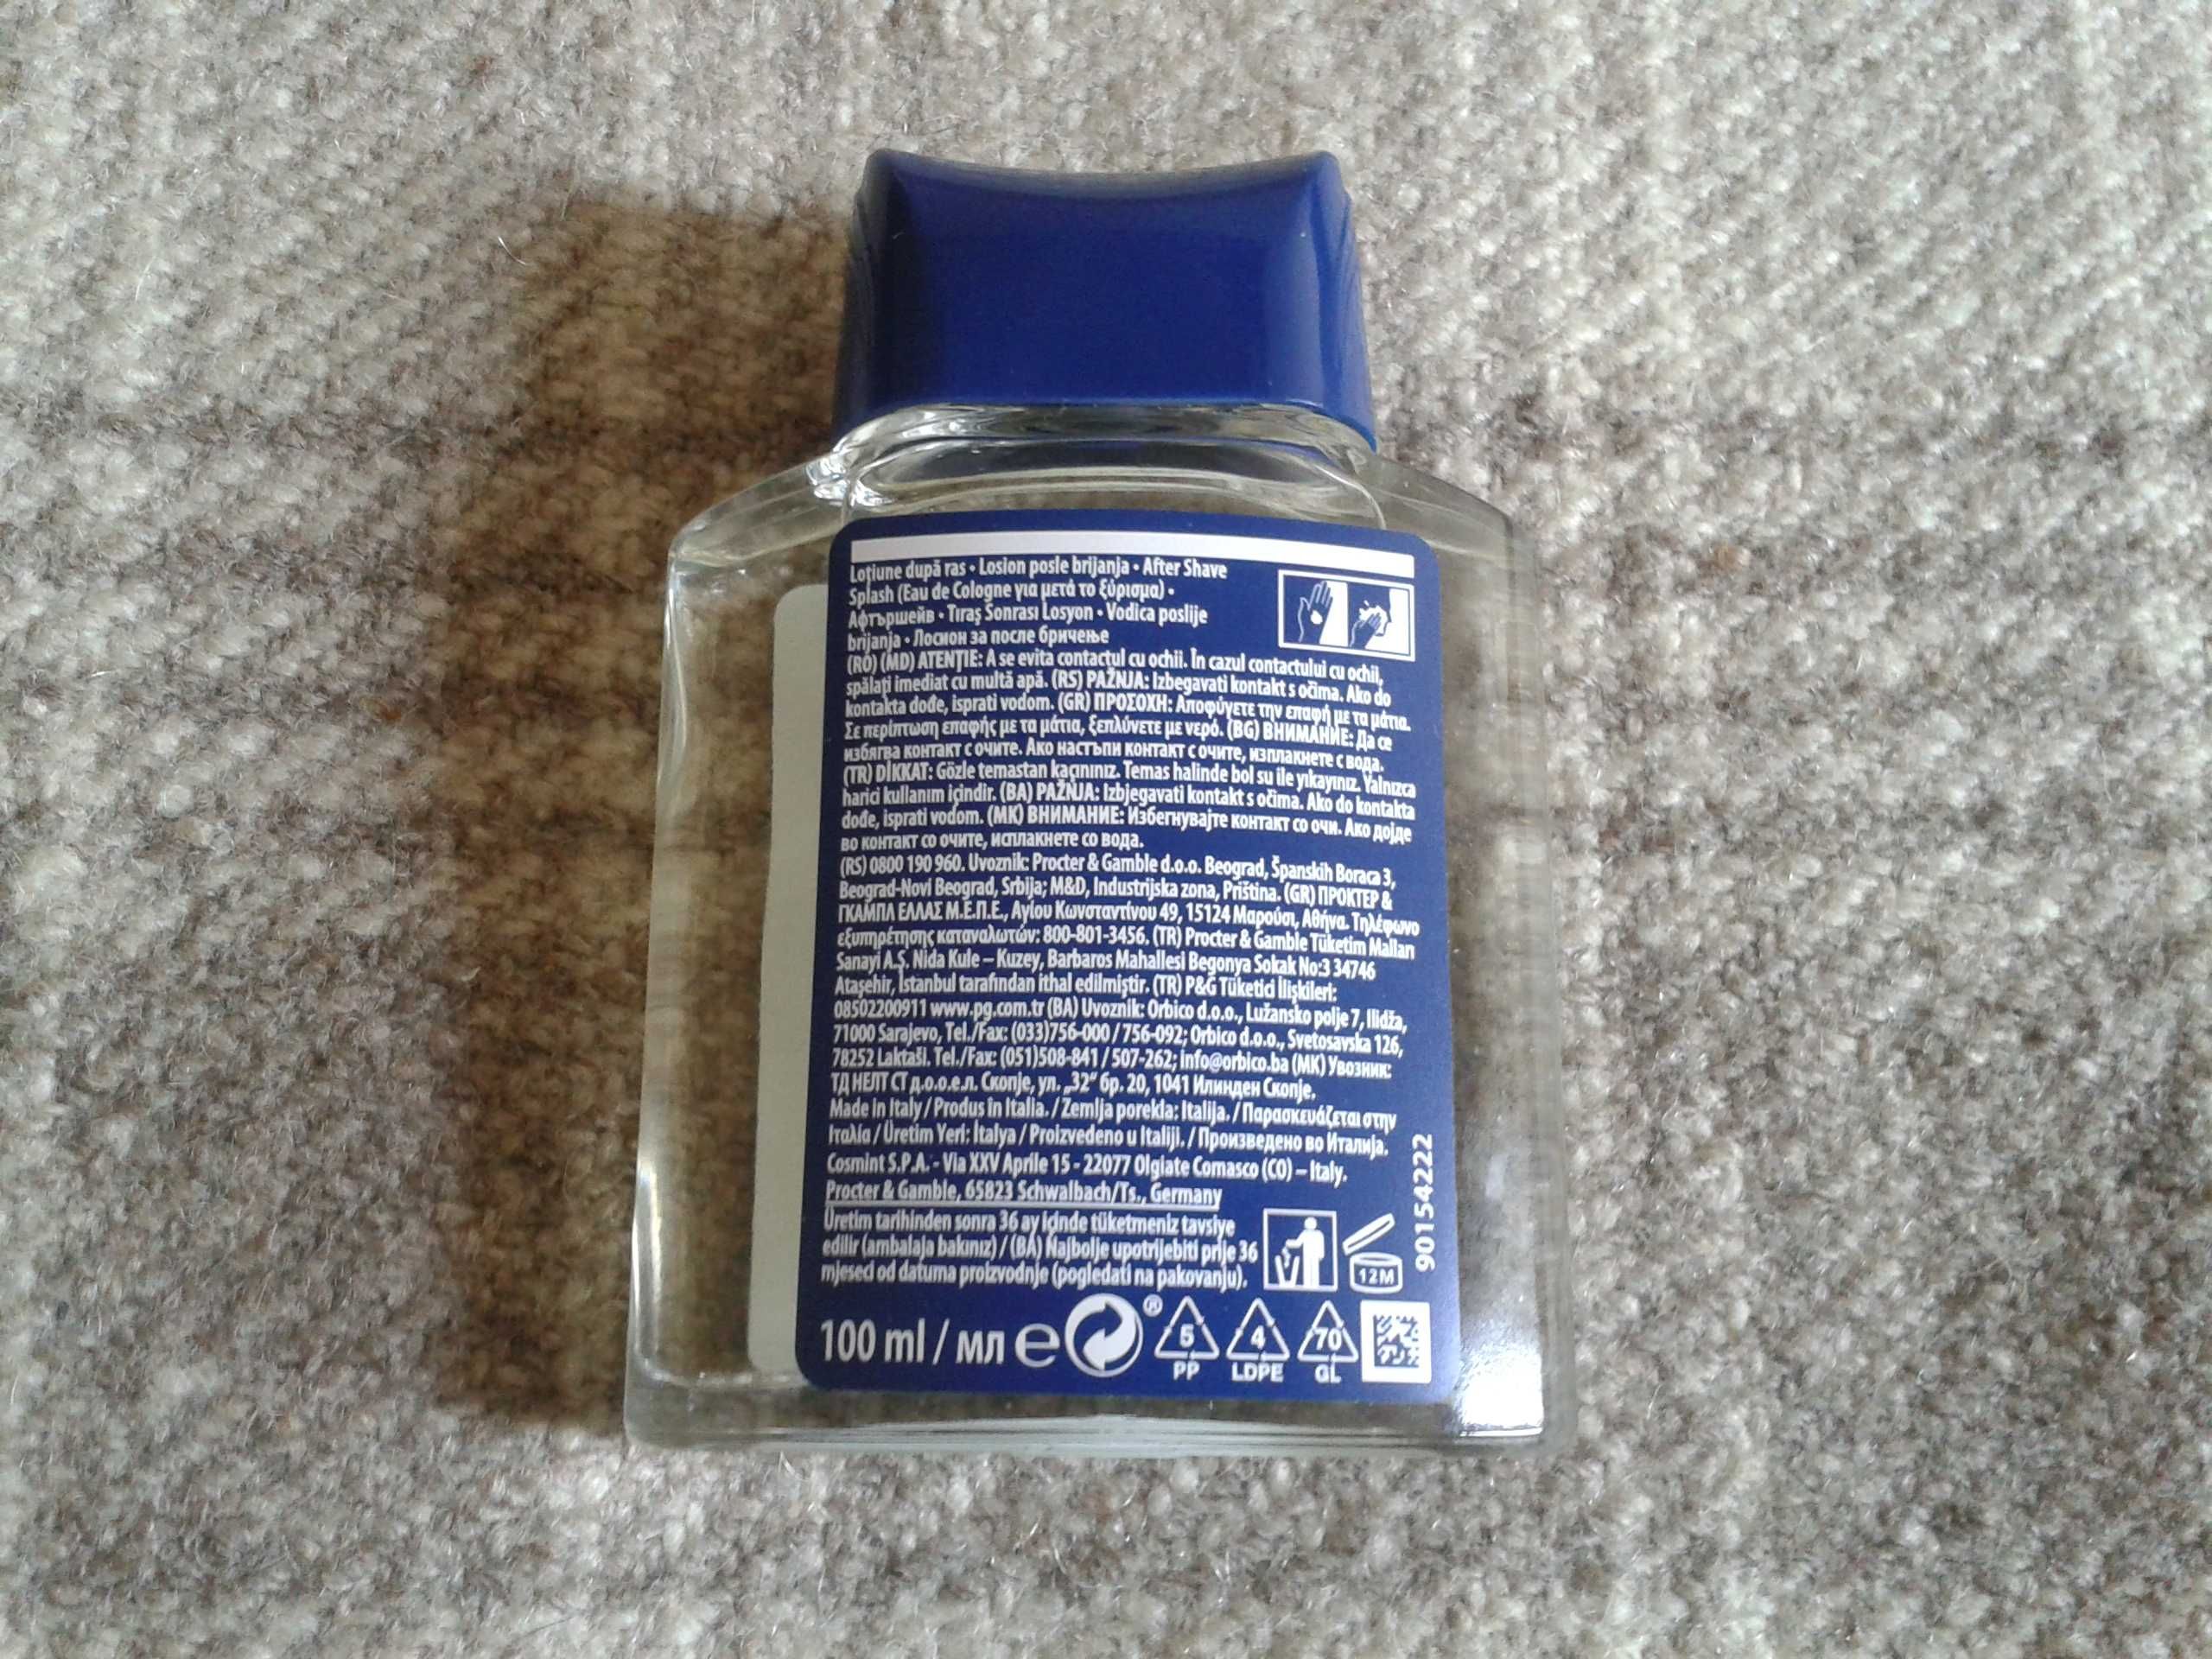 Loțiune după ras • Losion posle brijanja • After Shave
Splash (Eau de Cologne για μετά το ξύρισμα) •
Афтършейв • Tıraş Sonrası Losyon • Vodica poslije
brijanja • Лосион за после бричење
(RO) (MD) ATENȚIE: A se evita contactul cu ochii. În cazul contactului cu ochii,
spălați imediat cu multă apă. (RS) PAŽNJA: Izbegavati kontakt s očima. Ako do
kontakta dođe, isprati vodom. (GR) ΠΡΟΣΟΧΗ: Αποφύγετε την επαφή με τα μάτια.
Σε περίπτωση επαφής με τα μάτια, ξεπλύνετε με νερό. (BG) ВНИМАНИЕ: Да се
избягва контакт с очите. Ако настъпи контакт с очите, изплакнете с вода.
(TR) DİKKAT: Gözle temastan kaçınınız. Temas halinde bol su ile yıkayınız. Yalnızca
harici kullanım içindir. (BA) PAŽNJA: Izbjegavati kontakt s očima. Ako do kontakta
dođe, isprati vodom. (MK) ВНИМАНИЕ: Избегнувајте контакт со очи. Ако дојде
во контакт со очите, исплакнете со вода.
(RS) 0800 190 960. Uvoznik: Procter & Gamble d.o.o. Beograd, Španskih Boraca 3,
Beograd-Novi Beograd, Srbija; M&D, Industrijska zona, Priština. (GR) ΠΡΟΚΤΕΡ &
ΓΚΑΜΠΛ ΕΛΛΑΣ Μ.Ε.Π.Ε., Αγίου Κωνσταντίνου 49, 15124 Μαρούσι, Αθήνα. Τηλέφωνο
εξυπηρέτησης καταναλωτών: 800-801-3456. (TR) Procter & Gamble Tüketim Malları
Sanayi A.Ş. Nida Kule – Kuzey, Barbaros Mahallesi Begonya Sokak No:3 34746
Ataşehir, İstanbul tarafından ithal edilmiştir. (TR) P&G Tüketici İlişkileri:
08502200911 www.pg.com.tr (BA) Uvoznik: Orbico d.o.o., Lužansko polje 7, Ilidža,
71000 Sarajevo, Tel./Fax: (033)756-000 / 756-092; Orbico d.o.o., Svetosavska 126,
78252 Laktaši. Tel./Fax: (051)508-841 / 507-262; info@orbico.ba (MK) Увозник:
ТД НЕЛТ СТ д.о.о.е.л. Скопје, ул. „32“ бр. 20, 1041 Илинден Скопје.
Made in Italy / Produs în Italia. / Zemlja porekla: Italija. / Παρασκευάζεται στην
Ιταλία / Üretim Yeri: İtalya / Proizvedeno u Italiji. / Произведено во Италија.
Cosmint S.P.A. - Via XXV Aprile 15 - 22077 Olgiate Comasco (CO) – Italy.
Procter & Gamble, 65823 Schwalbach/Ts., Germany
Üretim tarihinden sonra 36 ay içinde tüketmeniz tavsiye
edilir (ambalaja bakınız) / (BA) Najbolje upotrijebiti prije 36
mjeseci od datuma proizvodnje (pogledati na pakovanju).
12M
901542222
100 ml / мл e ® 5 4 70
PP LDPE GL